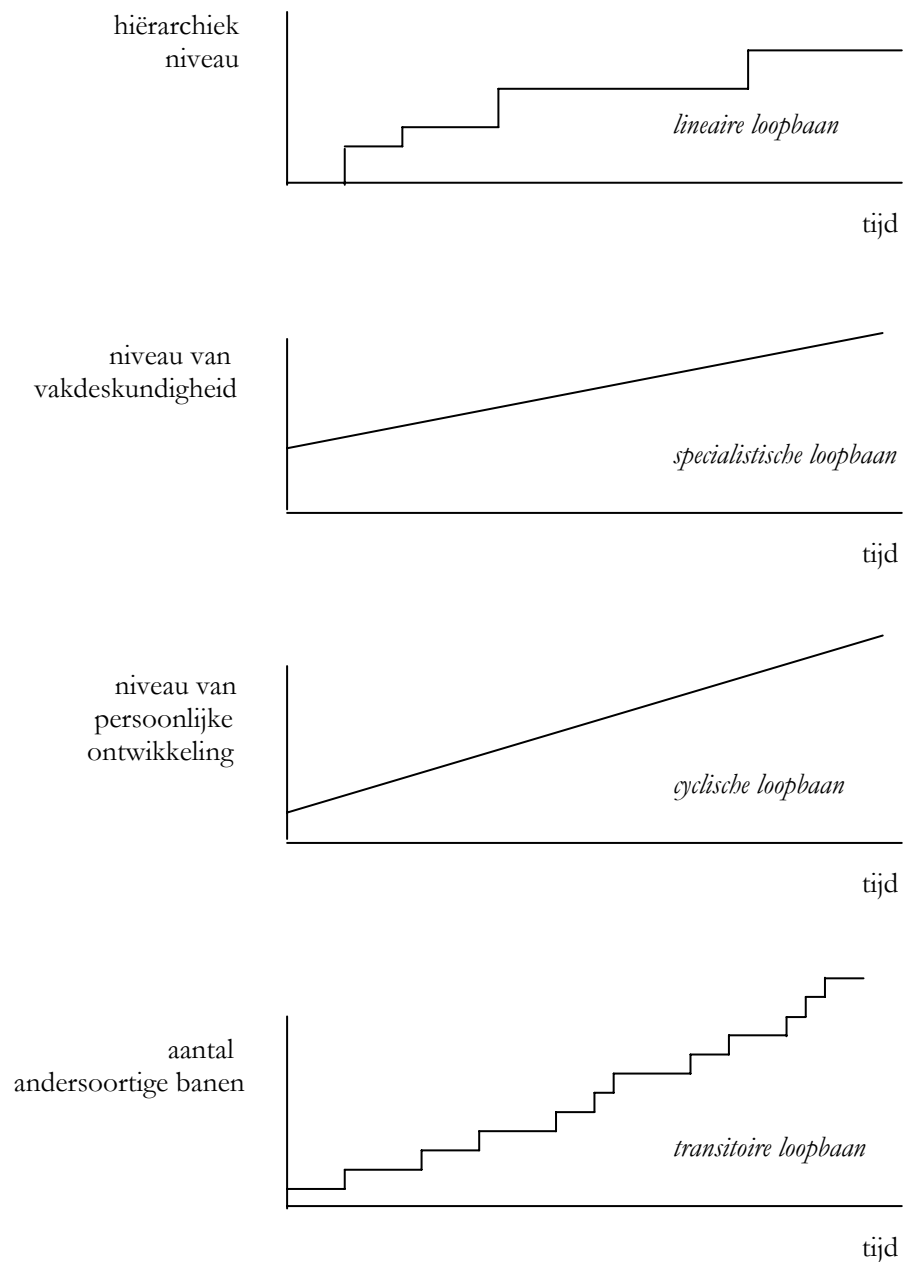 hiërarchiek
niveau
lineaire loopbaan
tijd
niveau van
vakdeskundigheid
specialistische loopbaan
tijd
niveau van
persoonlijke
ontwikkeling
cyclische loopbaan
tijd
aantal
andersoortige banen
transitoire loopbaan
tijd